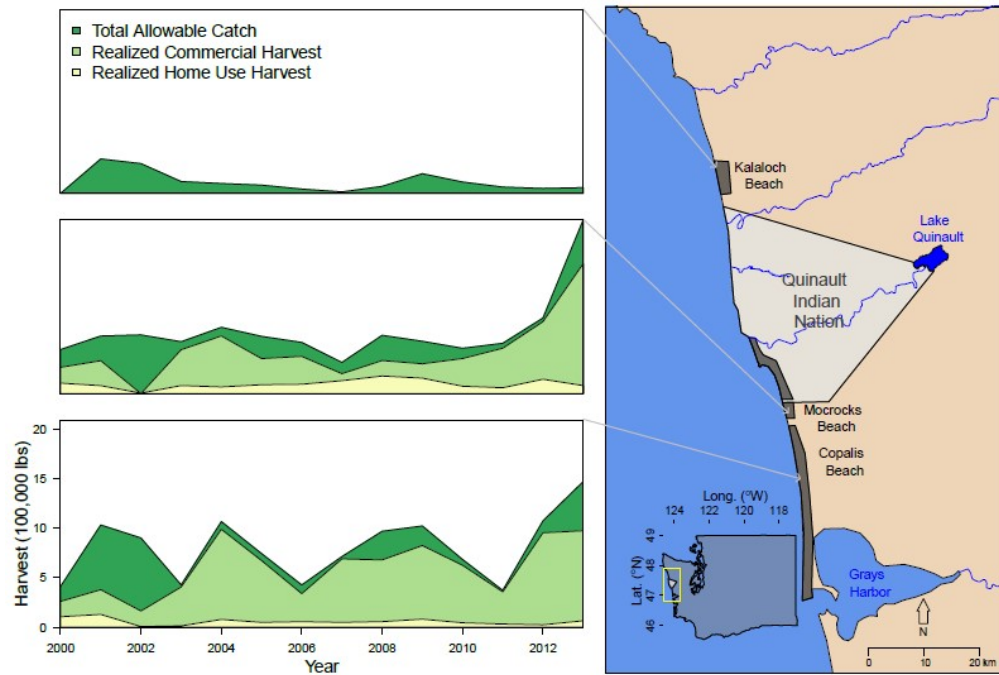 Total Allowable Catch
Realized Commercial Harvest
Realized Home Use Harvest
Harvest (100,000 lbs)
20
15
10
5
0
2000
2002
2004
2006
2008
2010
2012
Year
Kalaloch
Beach
Lake
Quinault
Quinault
Indian
Nation
Mocrocks
Beach
Copalis
Beach
Long. (°W)
124
122
120
118
Lat. (°N)
49
48
47
46
Grays
Harbor
N
0
10
20 km